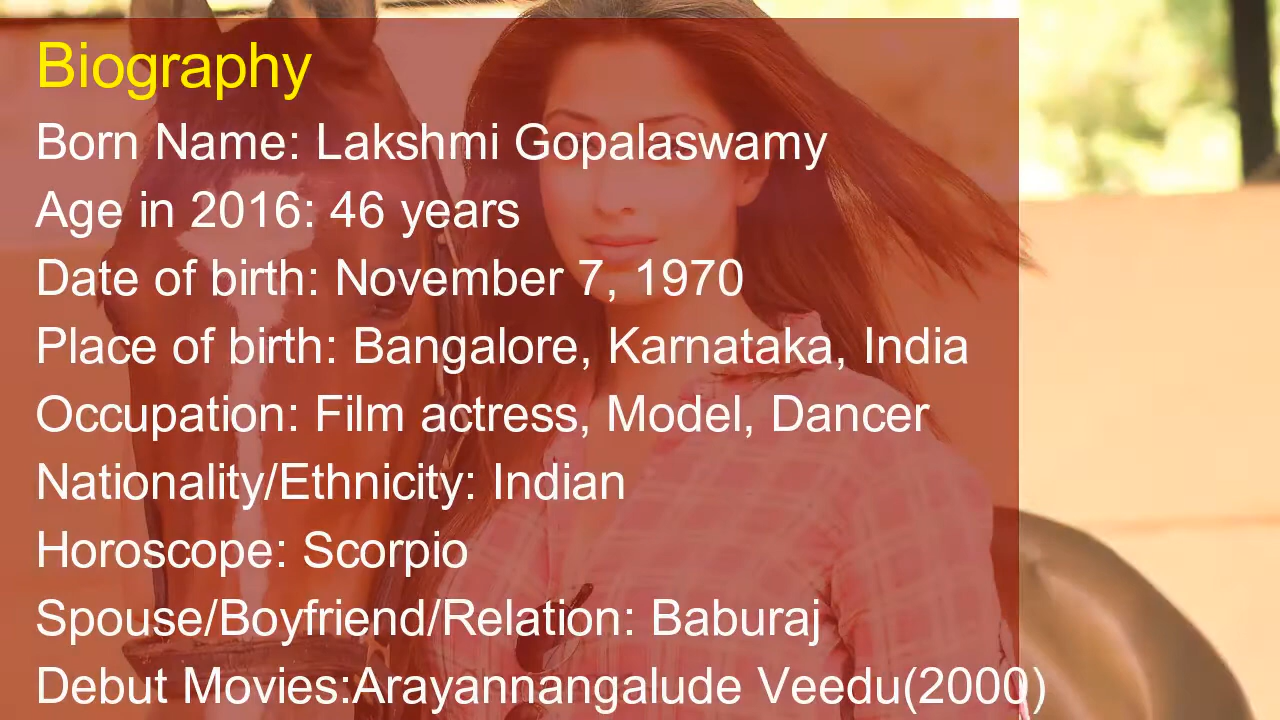 Biography
Born Name: Lakshmi Gopalaswamy
Age in 2016: 46 years
Date of birth: November 7, 1970
Place of birth: Bangalore, Karnataka, India
Occupation: Film actress, Model, Dancer
Nationality/Ethnicity: Indian
Horoscope: Scorpio
Spouse/Boyfriend/Relation: Baburaj
Debut Movies:Arayannangalude Veedu(2000)